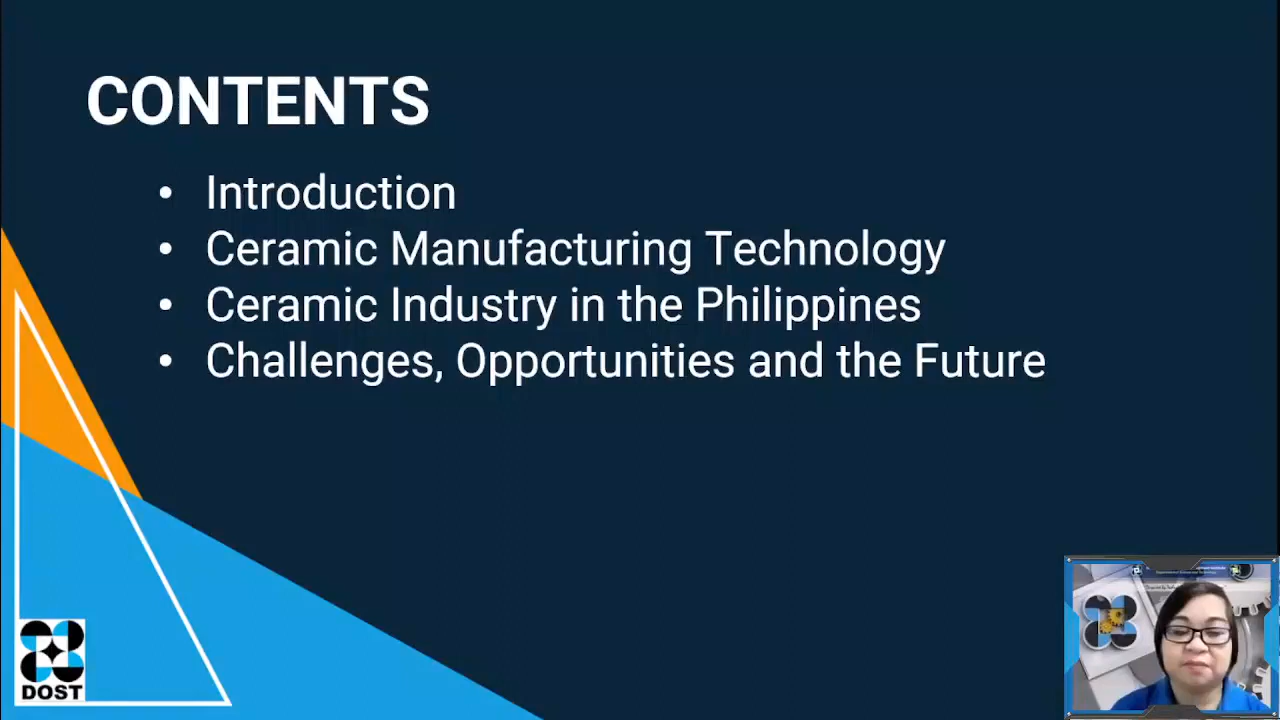 CONTENTS
• Introduction
• Ceramic Manufacturing Technology
• Ceramic Industry in the Philippines
• Challenges, Opportunities and the Future
DOST